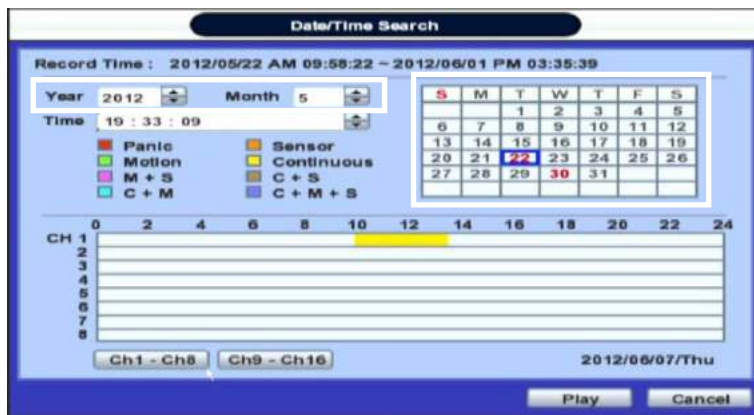 Date/Time Search
Record Time : 2012/05/22 AM 09:58:22 ~ 2012/06/01 PM 03:35:39
Year 2012 Month 5
Time 19 : 33 : 09
Panic Sensor
Motion Continuous
M + S C + S
C + M C + M + S
S M T W T F S
1 2 3 4 5
6 7 8 9 10 11 12
13 14 15 16 17 18 19
20 21 22 23 24 25 26
27 28 29 30 31
0 2 4 6 8 10 12 14 16 18 20 22 24
CH 1
2
3
4
5
6
7
8
Ch1 - Ch8 Ch9 - Ch16 2012/06/07/Thu
Play Cancel